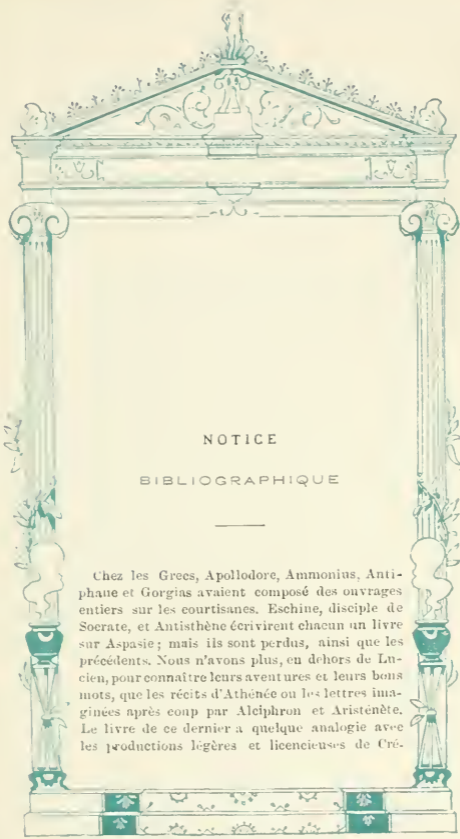 NOTICE
BIBLIOGRAPHIQUE
Chez les Grecs, Apollodore, Ammonius, Anti-
phane et Gorgias avaient composé des ouvrages
entiers sur les courtisanes. Eschine, disciple de
Socrate, et Antisthène écrivirent chacun un livre
sur Aspasie; mais ils sont perdus, ainsi que les
précédents. Nous n'avons plus, en dehors de Lu-
cien, pour connaître leurs aventures et leurs bons
mots, que les récits d'Athénée ou les lettres ima-
ginées après coup par Alciphron et Aristénète.
Le livre de ce dernier a quelque analogie avec
les productions légères et licencieuses de Cré-